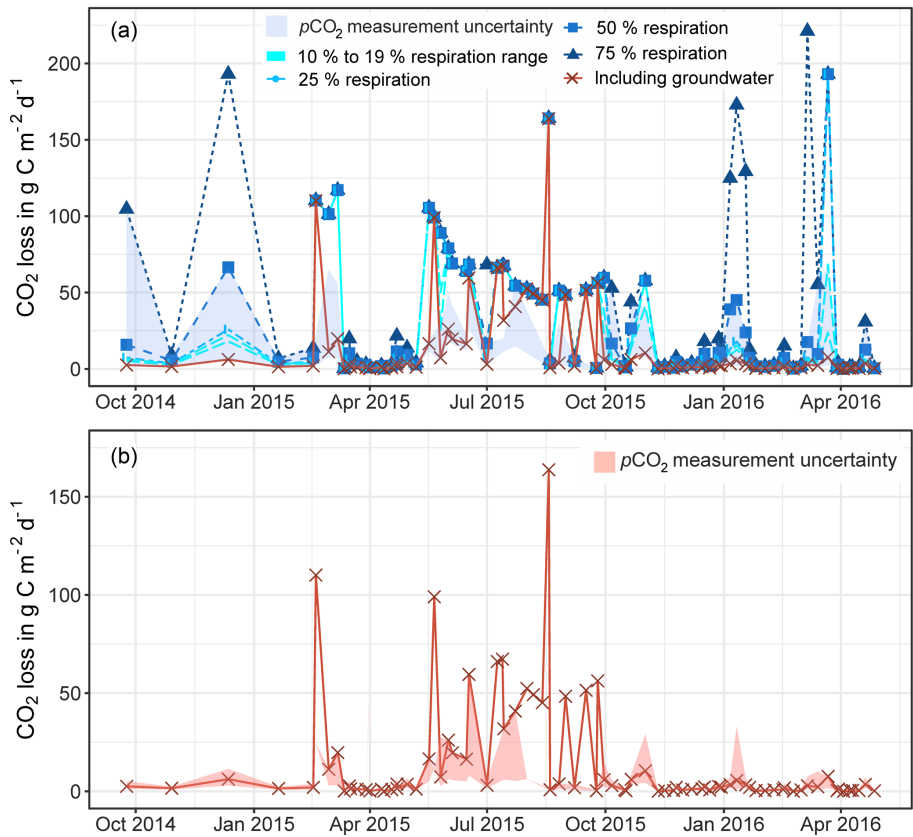 (a)
pCO2 measurement uncertainty
10 % to 19 % respiration range
25 % respiration
50 % respiration
75 % respiration
Including groundwater
CO2 loss in g C m-2 d-1
200
150
100
50
0
Oct 2014 Jan 2015 Apr 2015 Jul 2015 Oct 2015 Jan 2016 Apr 2016
(b)
pCO2 measurement uncertainty
CO2 loss in g C m-2 d-1
150
100
50
0
Oct 2014 Jan 2015 Apr 2015 Jul 2015 Oct 2015 Jan 2016 Apr 2016